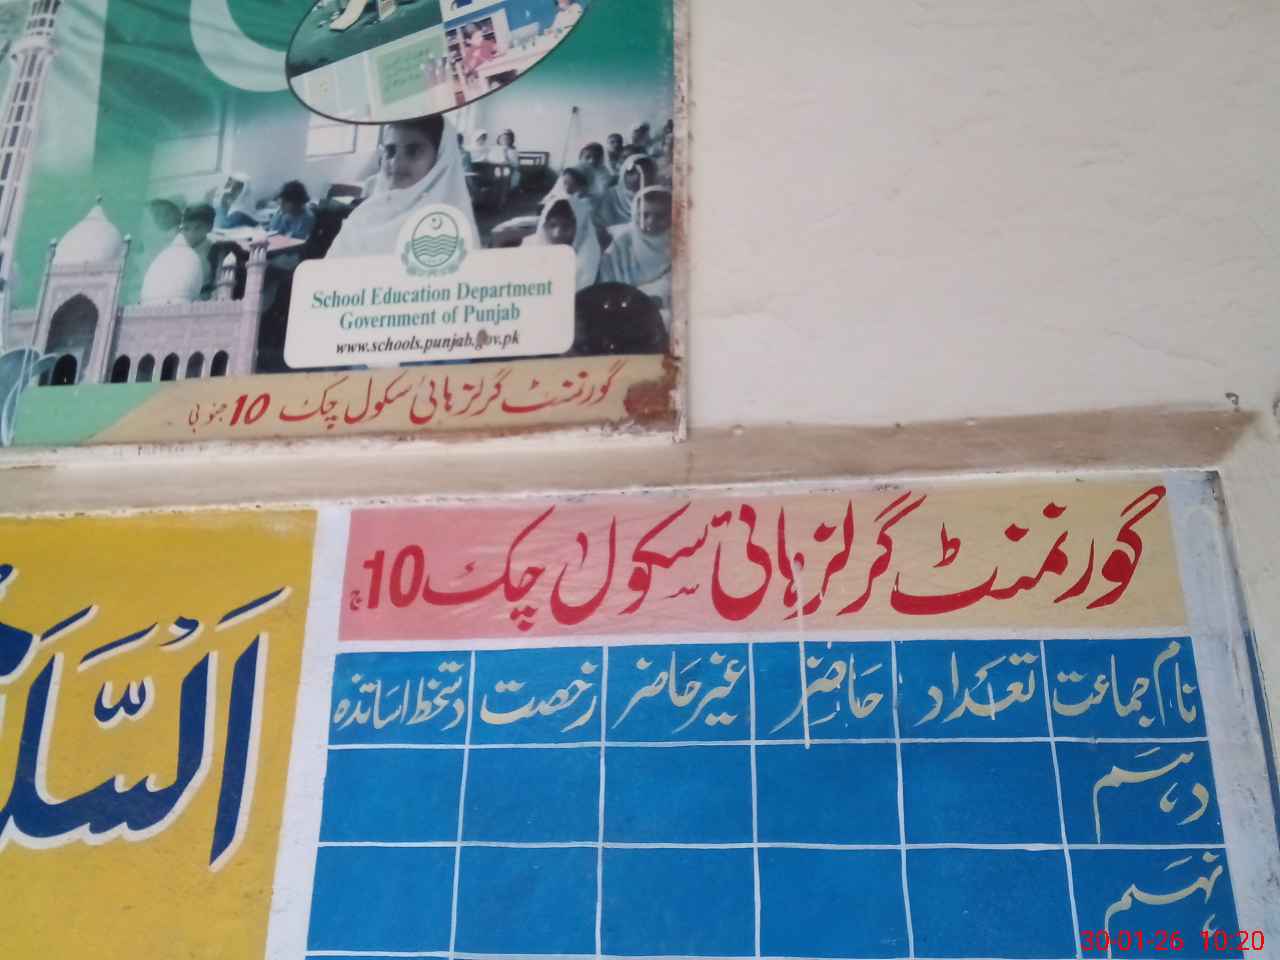 School Education Department
Government of Punjab
www.schools.punjab.gov.pk
گورنمنٹ گرلز ہائی سکول چک 10 جنوبی
گورنمنٹ گرلز ہائی سکول چک 10 ج
نام جماعت تعداد حاضر غیر حاضر رخصت دستخط اساتذہ
دہم
نہم
30-01-26 10:20